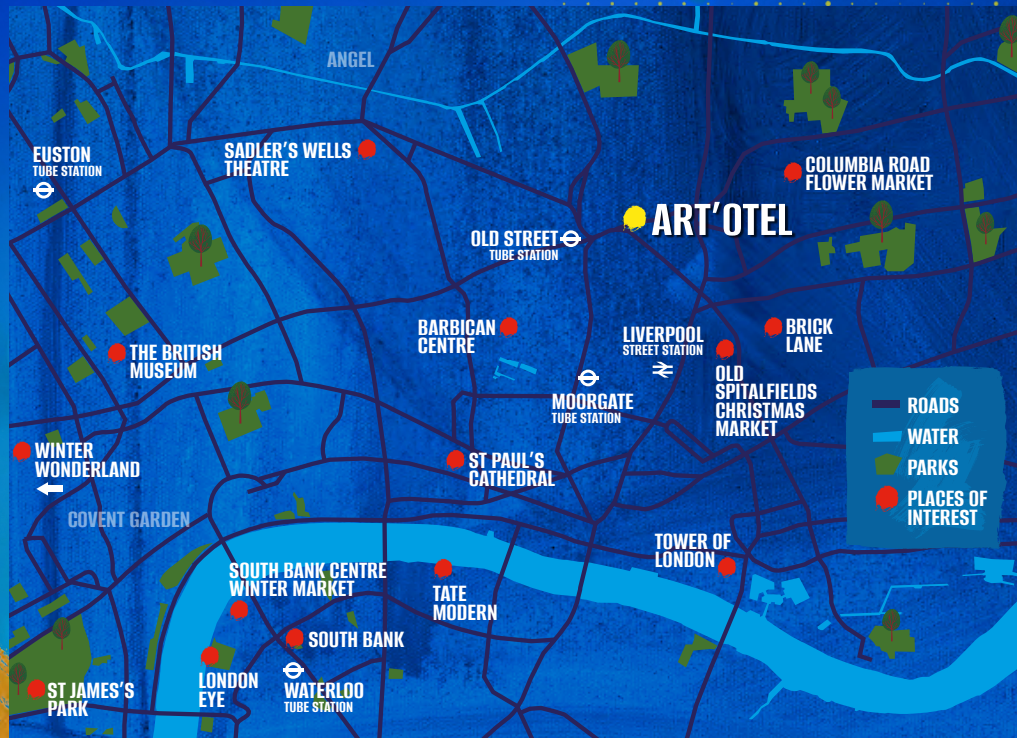 ANGEL
EUSTON
TUBE STATION
SADLER'S WELLS
THEATRE
COLUMBIA ROAD
FLOWER MARKET
ART'OTEL
OLD STREET
TUBE STATION
BARBICAN
CENTRE
LIVERPOOL
STREET STATION
BRICK
LANE
THE BRITISH
MUSEUM
OLD
SPITALFIELDS
CHRISTMAS
MARKET
MOORGATE
TUBE STATION
ROADS
WATER
PARKS
PLACES OF
INTEREST
WINTER
WONDERLAND
ST PAUL'S
CATHEDRAL
COVENT GARDEN
TOWER OF
LONDON
SOUTH BANK CENTRE
WINTER MARKET
TATE
MODERN
SOUTH BANK
LONDON
EYE
WATERLOO
TUBE STATION
ST JAMES'S
PARK